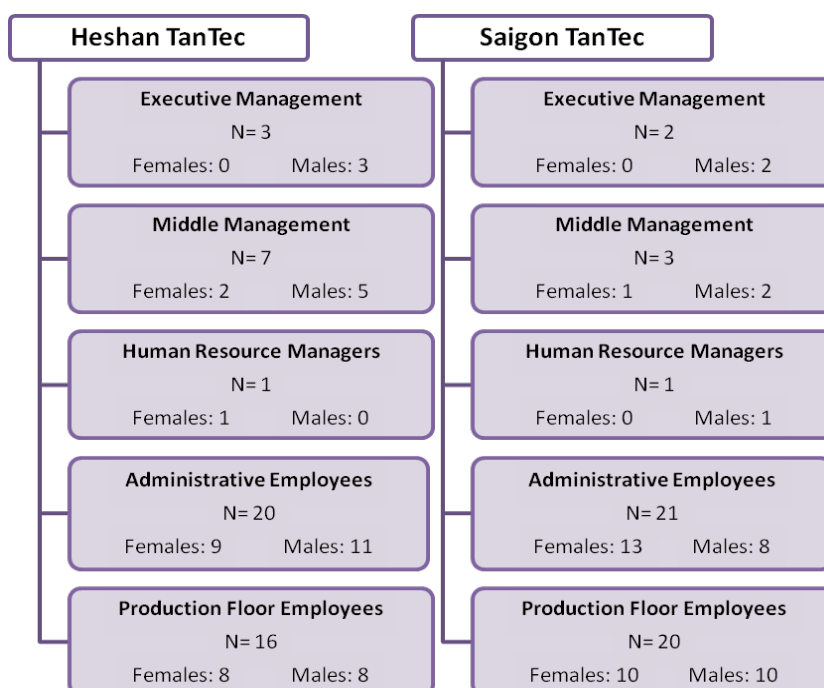 Heshan TanTec
Executive Management
N= 3
Females: 0 Males: 3
Middle Management
N= 7
Females: 2 Males: 5
Human Resource Managers
N= 1
Females: 1 Males: 0
Administrative Employees
N= 20
Females: 9 Males: 11
Production Floor Employees
N= 16
Females: 8 Males: 8
Saigon TanTec
Executive Management
N= 2
Females: 0 Males: 2
Middle Management
N= 3
Females: 1 Males: 2
Human Resource Managers
N= 1
Females: 0 Males: 1
Administrative Employees
N= 21
Females: 13 Males: 8
Production Floor Employees
N= 20
Females: 10 Males: 10